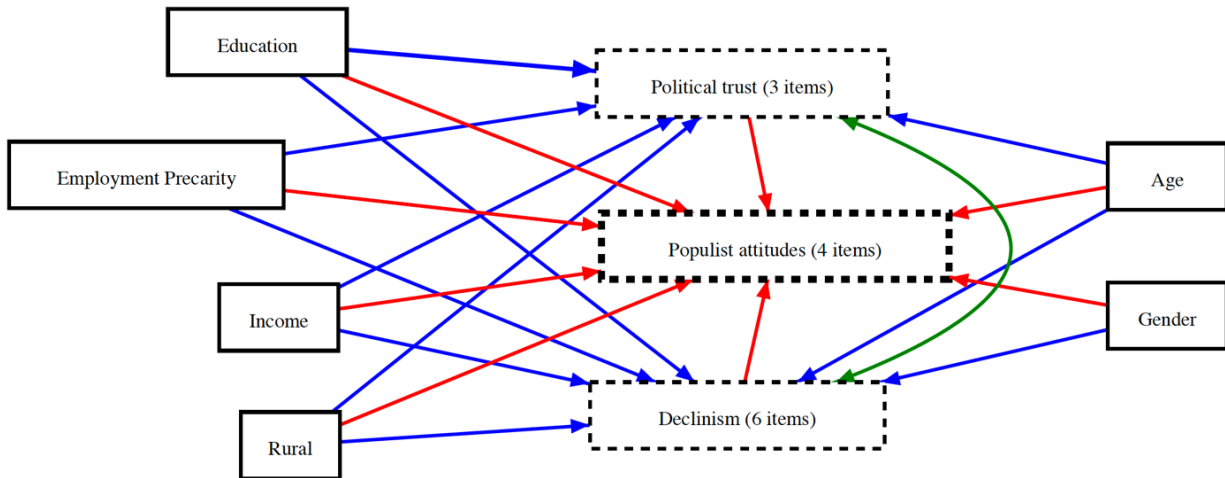 Education
Political trust (3 items)
Employment Precarity
Age
Populist attitudes (4 items)
Income
Gender
Declinism (6 items)
Rural